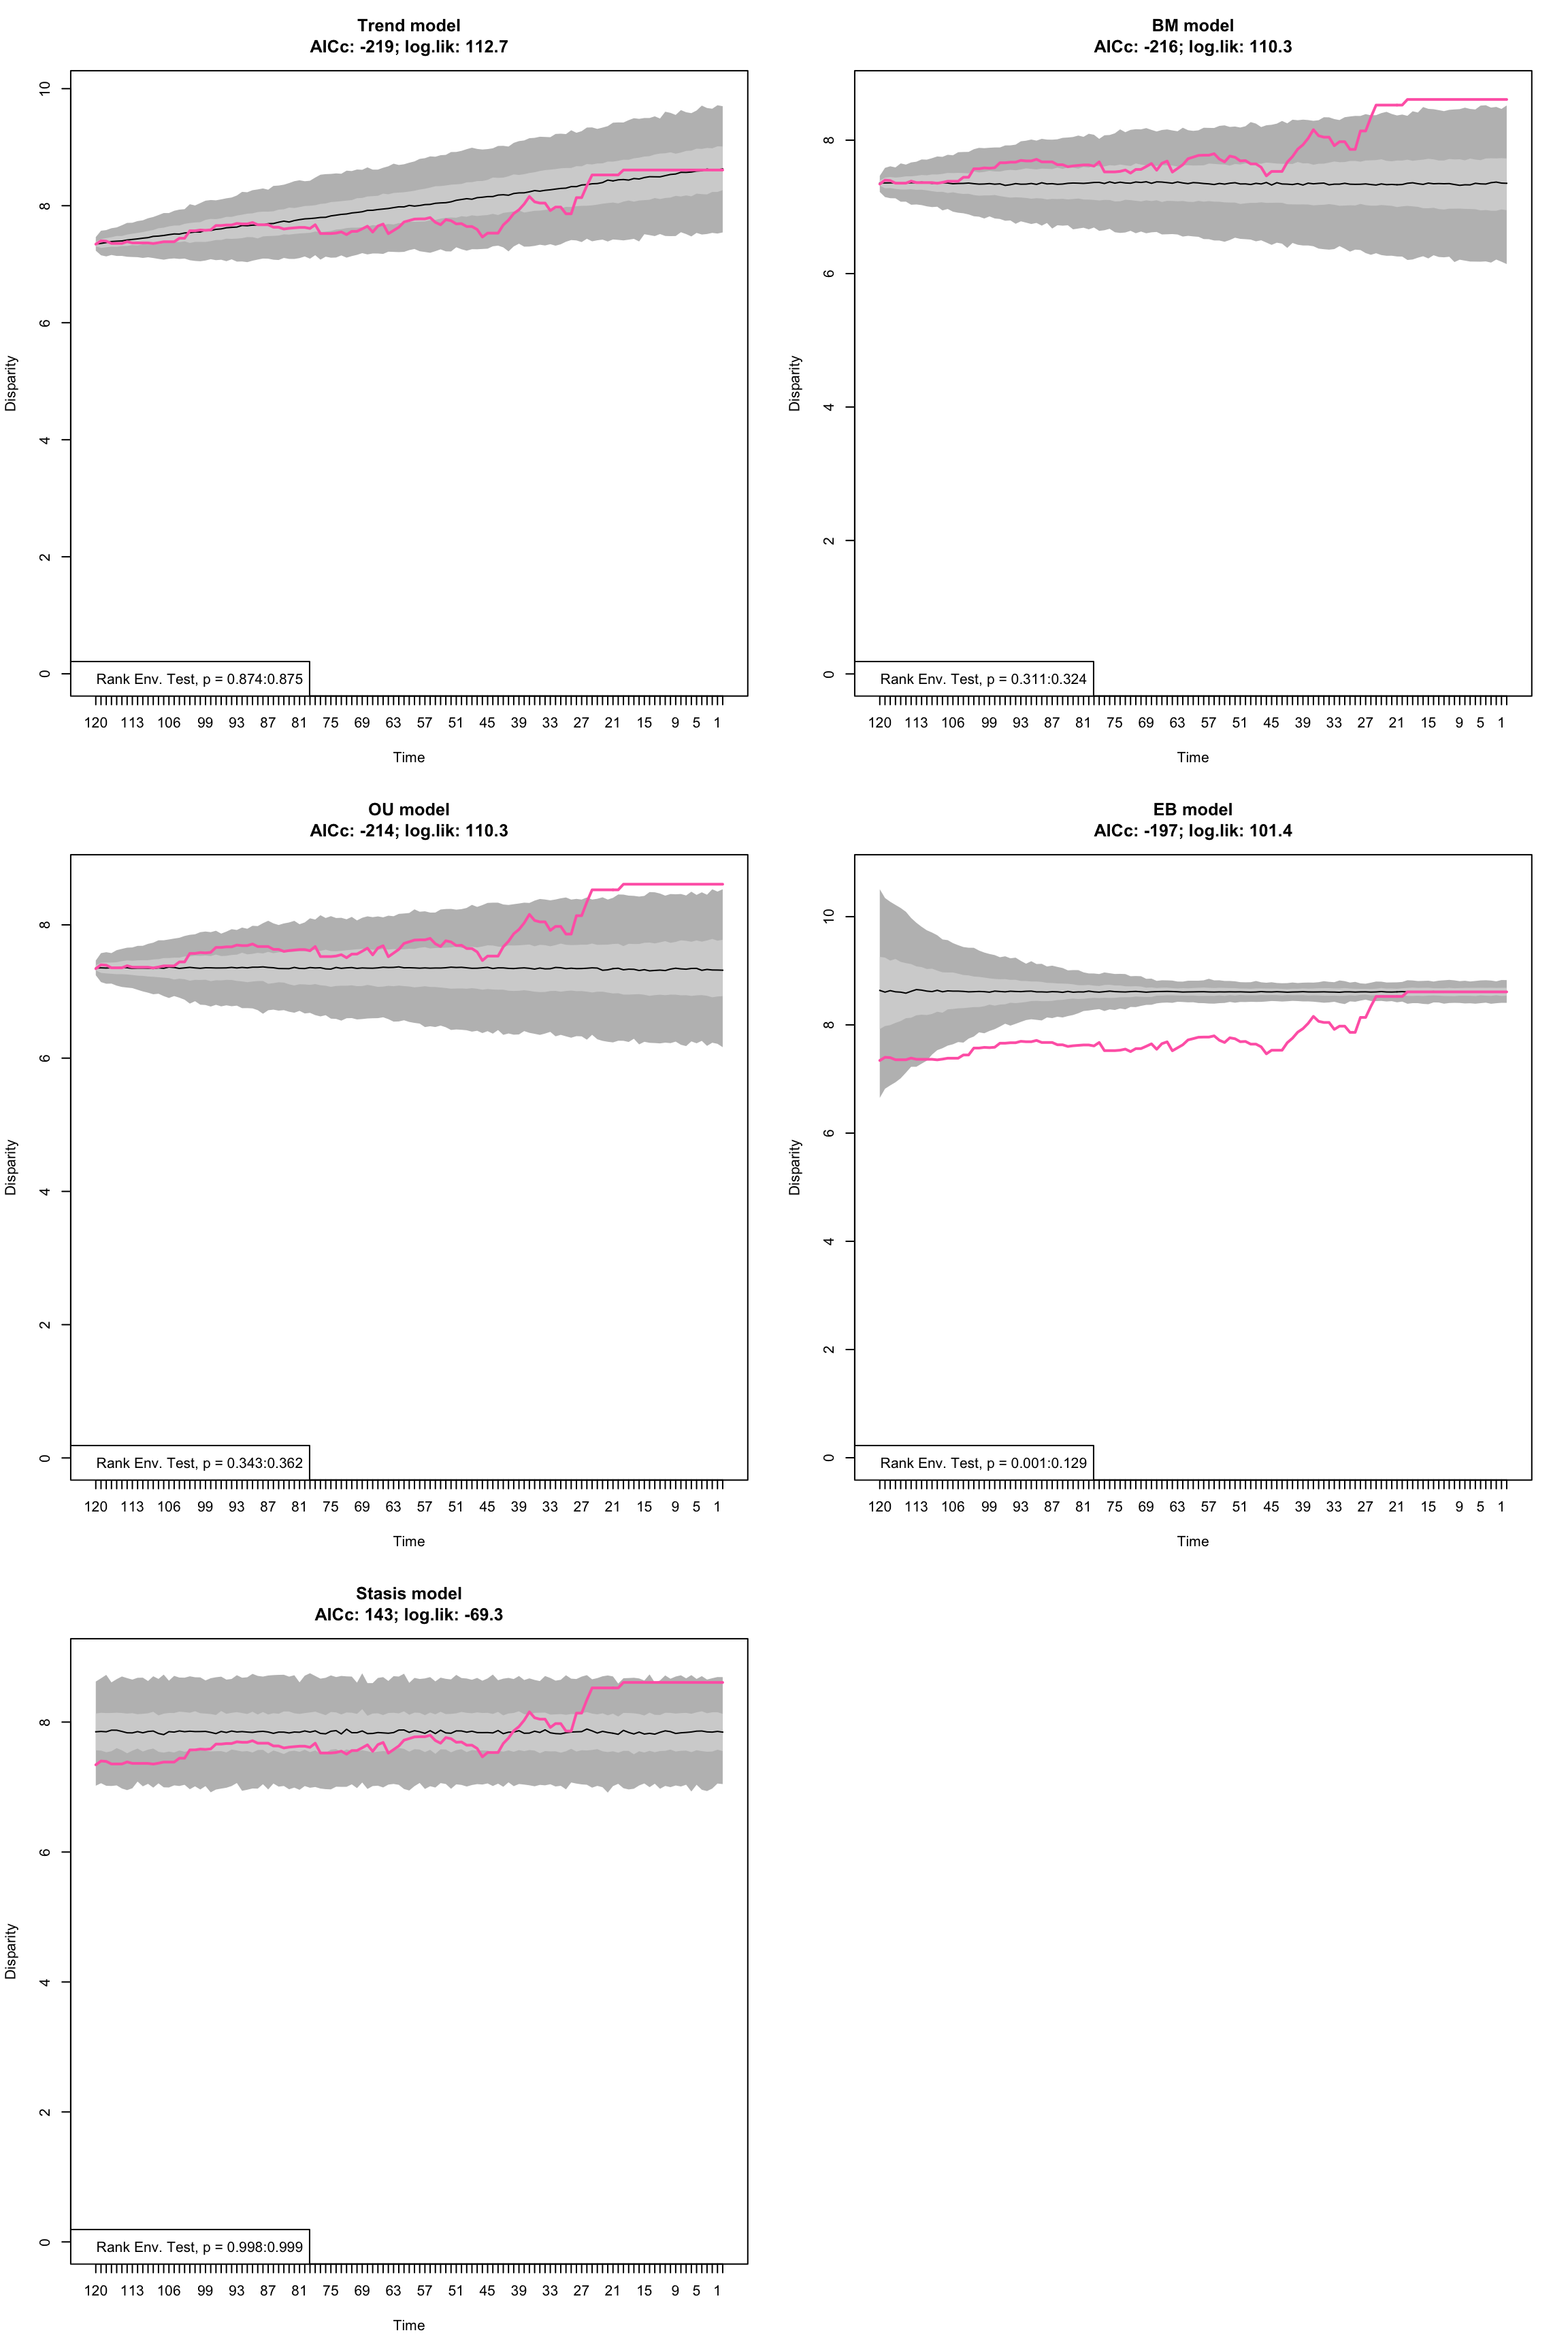 Trend model
AICc: -219; log.lik: 112.7
10
8
6
4
2
0
Disparity
Rank Env. Test, p = 0.874:0.875
120 113 106 99 93 87 81 75 69 63 57 51 45 39 33 27 21 15 9 5 1
Time
BM model
AICc: -216; log.lik: 110.3
8
6
4
2
0
Disparity
Rank Env. Test, p = 0.311:0.324
120 113 106 99 93 87 81 75 69 63 57 51 45 39 33 27 21 15 9 5 1
Time
OU model
AICc: -214; log.lik: 110.3
8
6
4
2
0
Disparity
Rank Env. Test, p = 0.343:0.362
120 113 106 99 93 87 81 75 69 63 57 51 45 39 33 27 21 15 9 5 1
Time
EB model
AICc: -197; log.lik: 101.4
10
8
6
4
2
0
Disparity
Rank Env. Test, p = 0.001:0.129
120 113 106 99 93 87 81 75 69 63 57 51 45 39 33 27 21 15 9 5 1
Time
Stasis model
AICc: 143; log.lik: -69.3
8
6
4
2
0
Disparity
Rank Env. Test, p = 0.998:0.999
120 113 106 99 93 87 81 75 69 63 57 51 45 39 33 27 21 15 9 5 1
Time